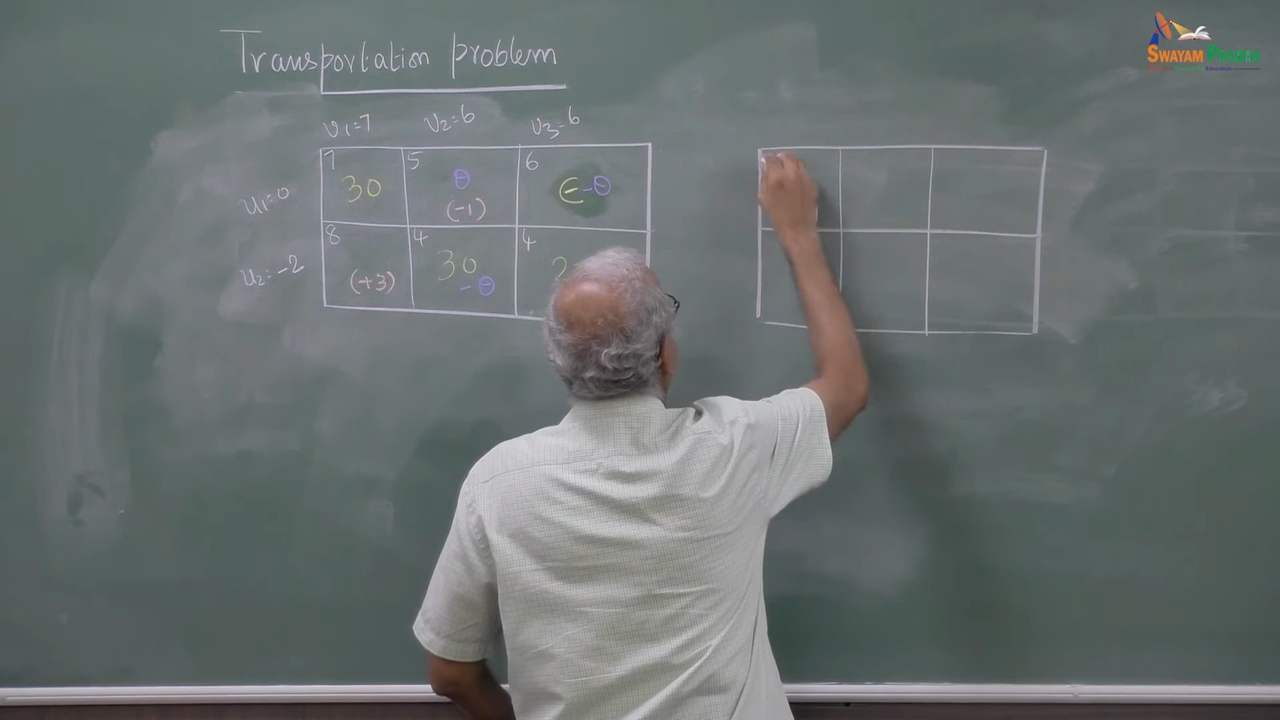 Transportation problem
SWAYAM PRABHA
v1=7 v2=6 v3=6
7 5 6
u1=0 30 θ ∈-θ
(-1)
8 4 4
u2=-2 (+3) 30 2
-θ